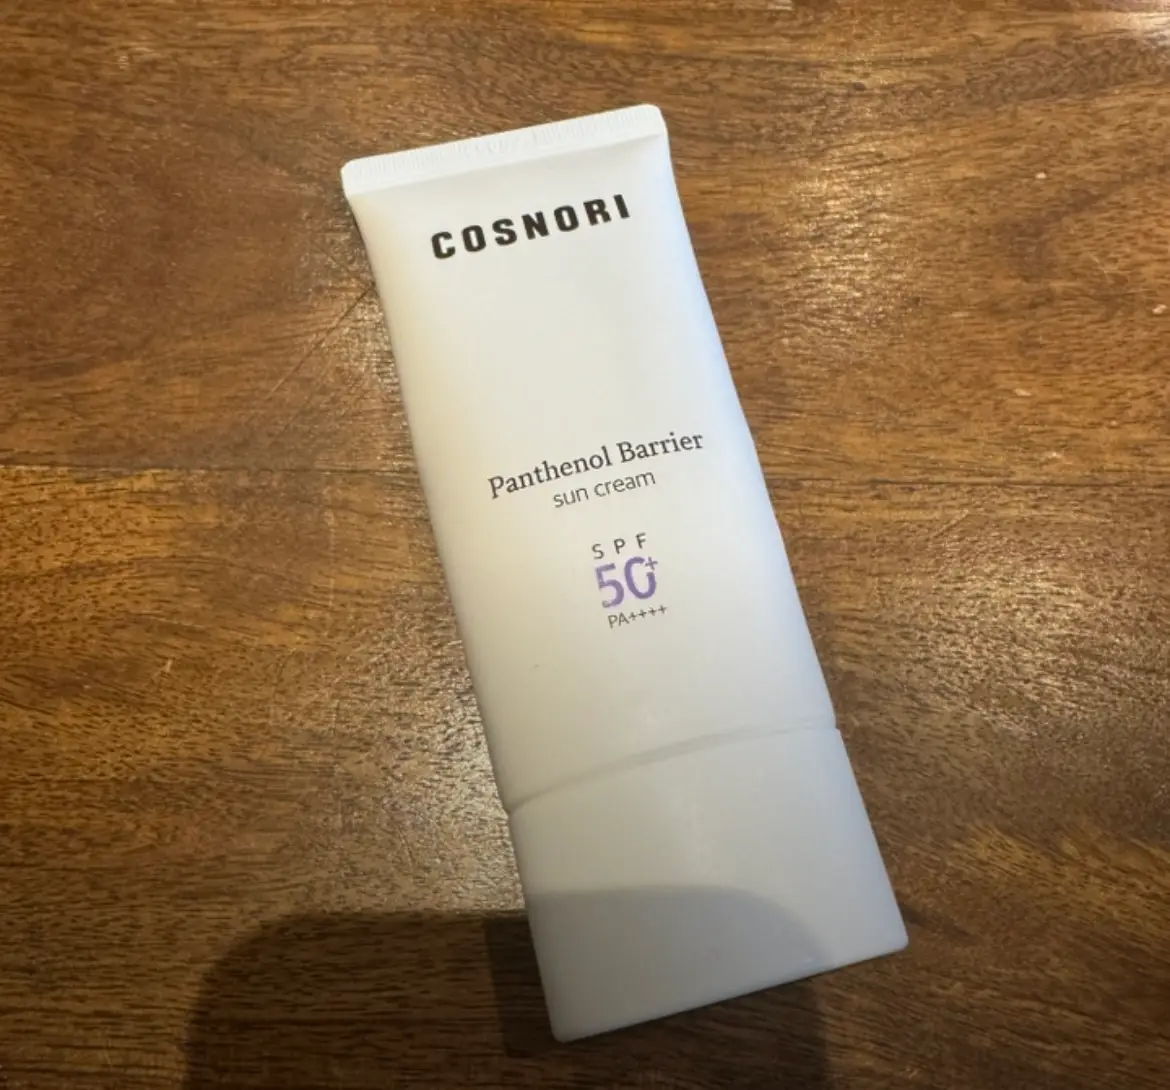 COSNORI
Panthenol Barrier
sun cream
SPF
50+
PA++++